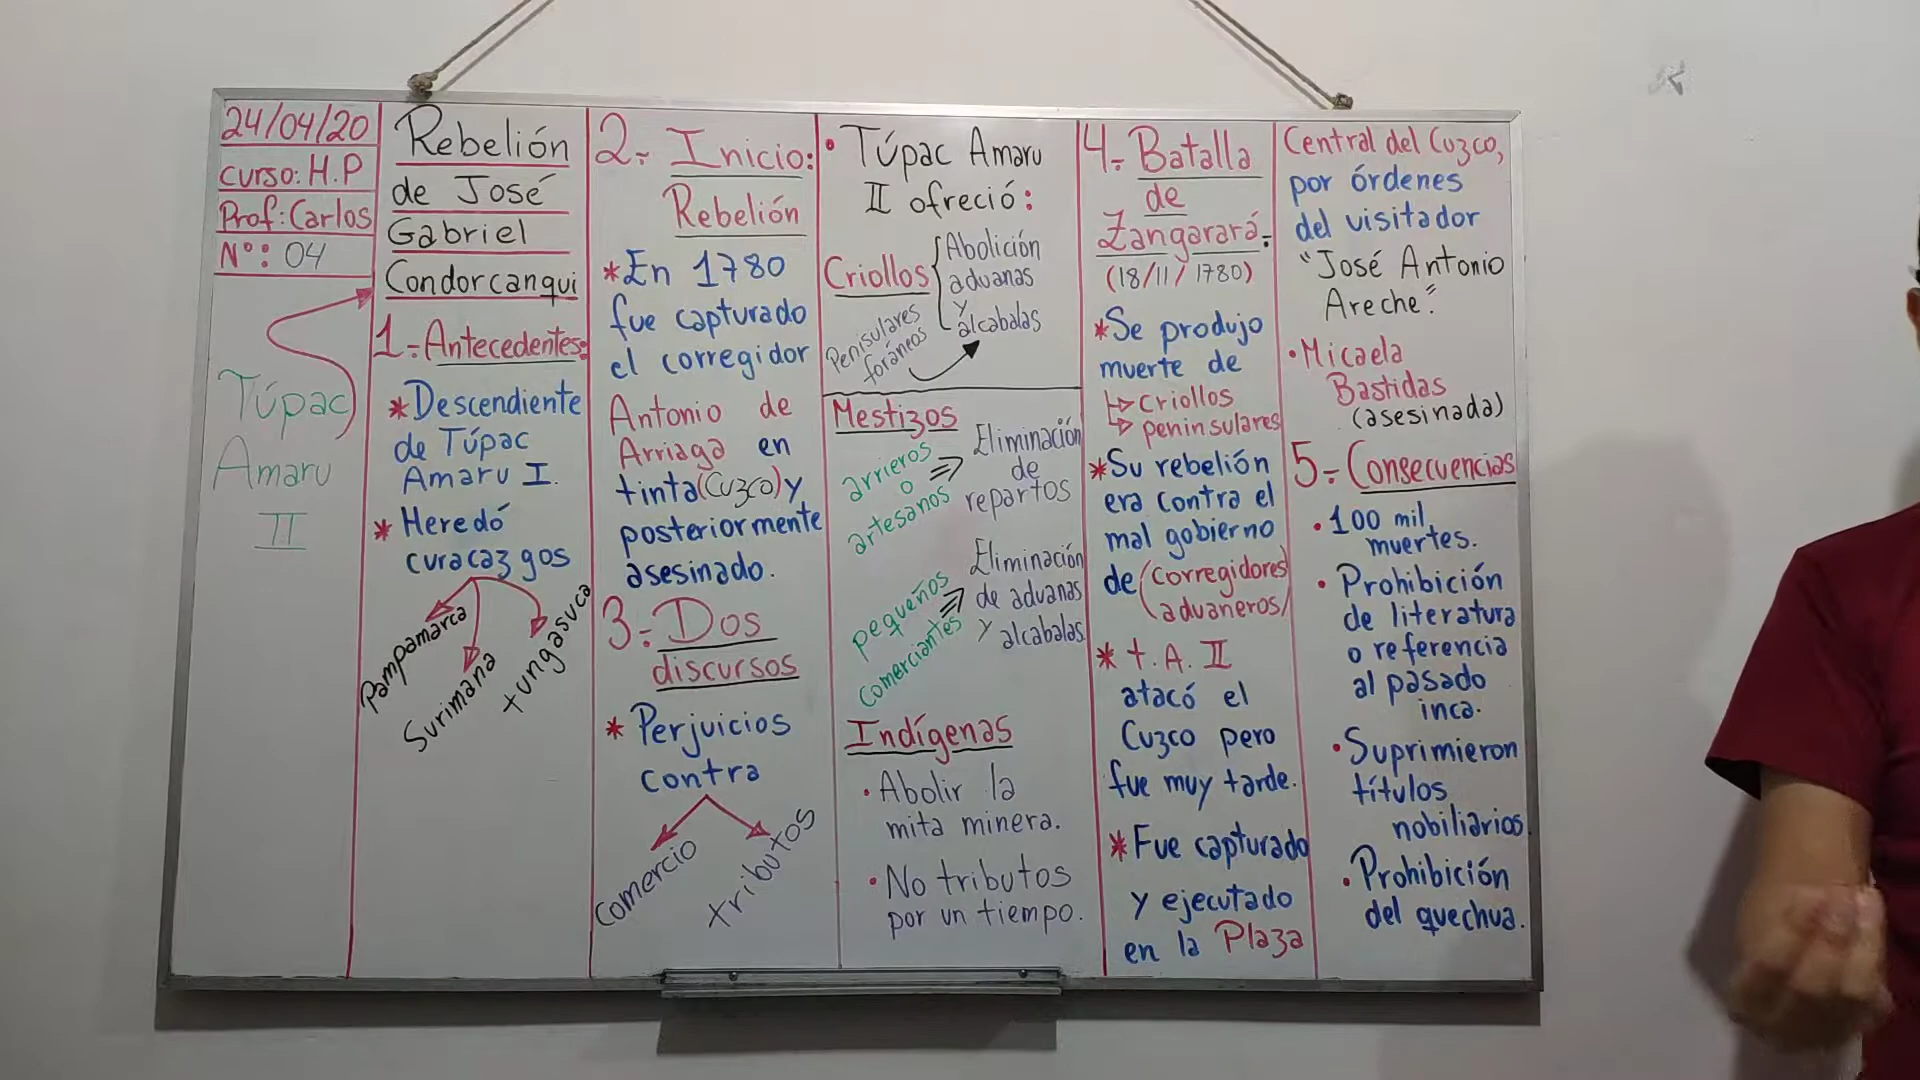 24/04/20
curso: H.P
Prof: Carlos
N°: 04
Túpac
Amaru
II
Rebelión
de José
Gabriel
Condorcanqui
1.- Antecedentes:
* Descendiente
de Túpac
Amaru I.
* Heredó
curacazgos
Pampamarca
Surimana
tungasuca
2.- Inicio:
Rebelión
* En 1780
fue capturado
el corregidor
Antonio de
Arriaga en
tinta (Cuzco) y
posteriormente
asesinado.
3.- Dos
discursos
* Perjuicios
contra
comercio
tributos
• Túpac Amaru
II ofreció:
Criollos { Abolición
aduanas
y
alcabalas
Penisulares
foráneos
Mestizos
arrieros
o
artesanos
Eliminación
de
repartos
pequeños
comerciantes
Eliminación
de aduanas
y alcabalas
Indígenas
• Abolir la
mita minera.
• No tributos
por un tiempo.
4.- Batalla
de
Zangarará.-
(18/11/1780)
* Se produjo
muerte de
criollos
peninsulares
* Su rebelión
era contra el
mal gobierno
de (corregidores
aduaneros)
* t.A. II
atacó el
Cuzco pero
fue muy tarde.
* Fue capturado
y ejecutado
en la Plaza
Central del Cuzco,
por órdenes
del visitador
"José Antonio
Areche".
• Micaela
Bastidas
(asesinada)
5.- Consecuencias
• 100 mil
muertes.
• Prohibición
de literatura
o referencia
al pasado
inca.
• Suprimieron
títulos
nobiliarios.
• Prohibición
del quechua.